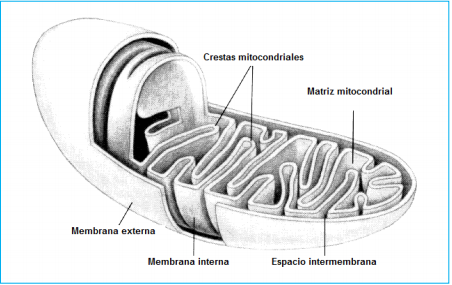 Crestas mitocondriales
Matriz mitocondrial
Membrana externa
Membrana interna
Espacio intermembrana